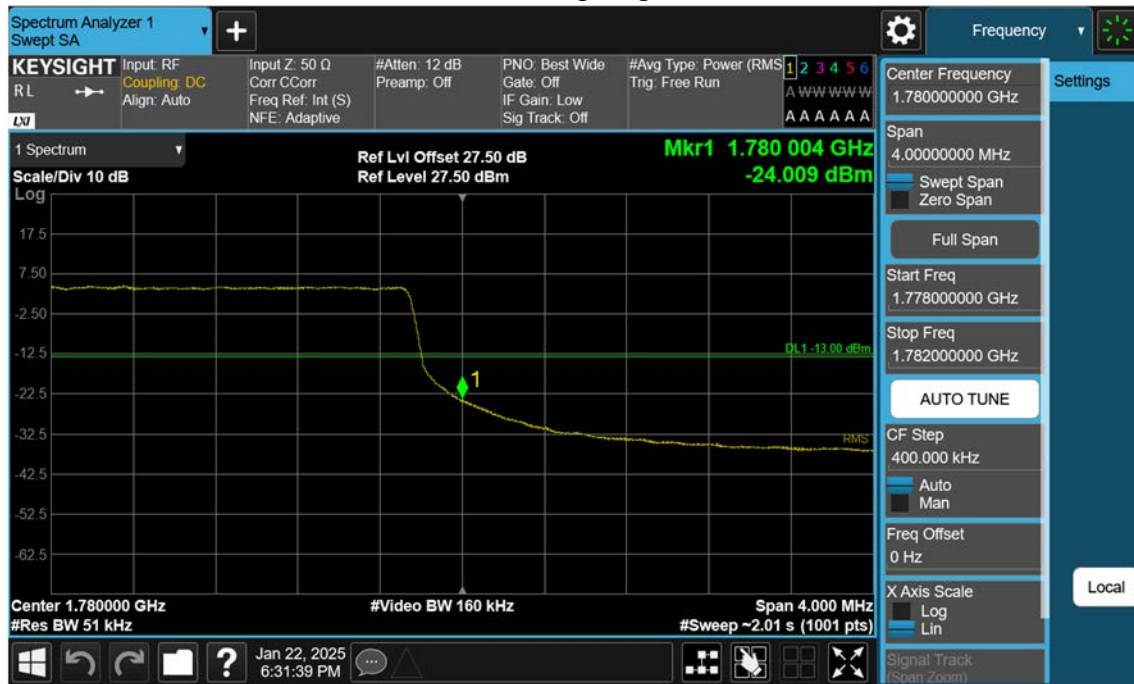 Spectrum Analyzer 1
Swept SA
+
Frequency
KEYSIGHT
R L
LXI
Input: RF
Coupling: DC
Align: Auto
Input Z: 50 Ω
Corr CCorr
Freq Ref: Int (S)
NFE: Adaptive
#Atten: 12 dB
Preamp: Off
PNO: Best Wide
Gate: Off
IF Gain: Low
Sig Track: Off
#Avg Type: Power (RMS
Trig: Free Run
1 2 3 4 5 6
A W W W W W
A A A A A A
1 Spectrum
Scale/Div 10 dB
Log
Ref Lvl Offset 27.50 dB
Ref Level 27.50 dBm
Mkr1 1.780 004 GHz
-24.009 dBm
17.5
7.50
-2.50
-12.5
-22.5
-32.5
-42.5
-52.5
-62.5
DL1 -13.00 dBm
1
RMS
Center 1.780000 GHz
#Res BW 51 kHz
#Video BW 160 kHz
Span 4.000 MHz
#Sweep ~2.01 s (1001 pts)
Center Frequency
1.780000000 GHz
Span
4.00000000 MHz
Swept Span
Zero Span
Full Span
Start Freq
1.778000000 GHz
Stop Freq
1.782000000 GHz
AUTO TUNE
CF Step
400.000 kHz
Auto
Man
Freq Offset
0 Hz
X Axis Scale
Log
Lin
Signal Track
(Span Zoom)
Settings
Local
?
Jan 22, 2025
6:31:39 PM